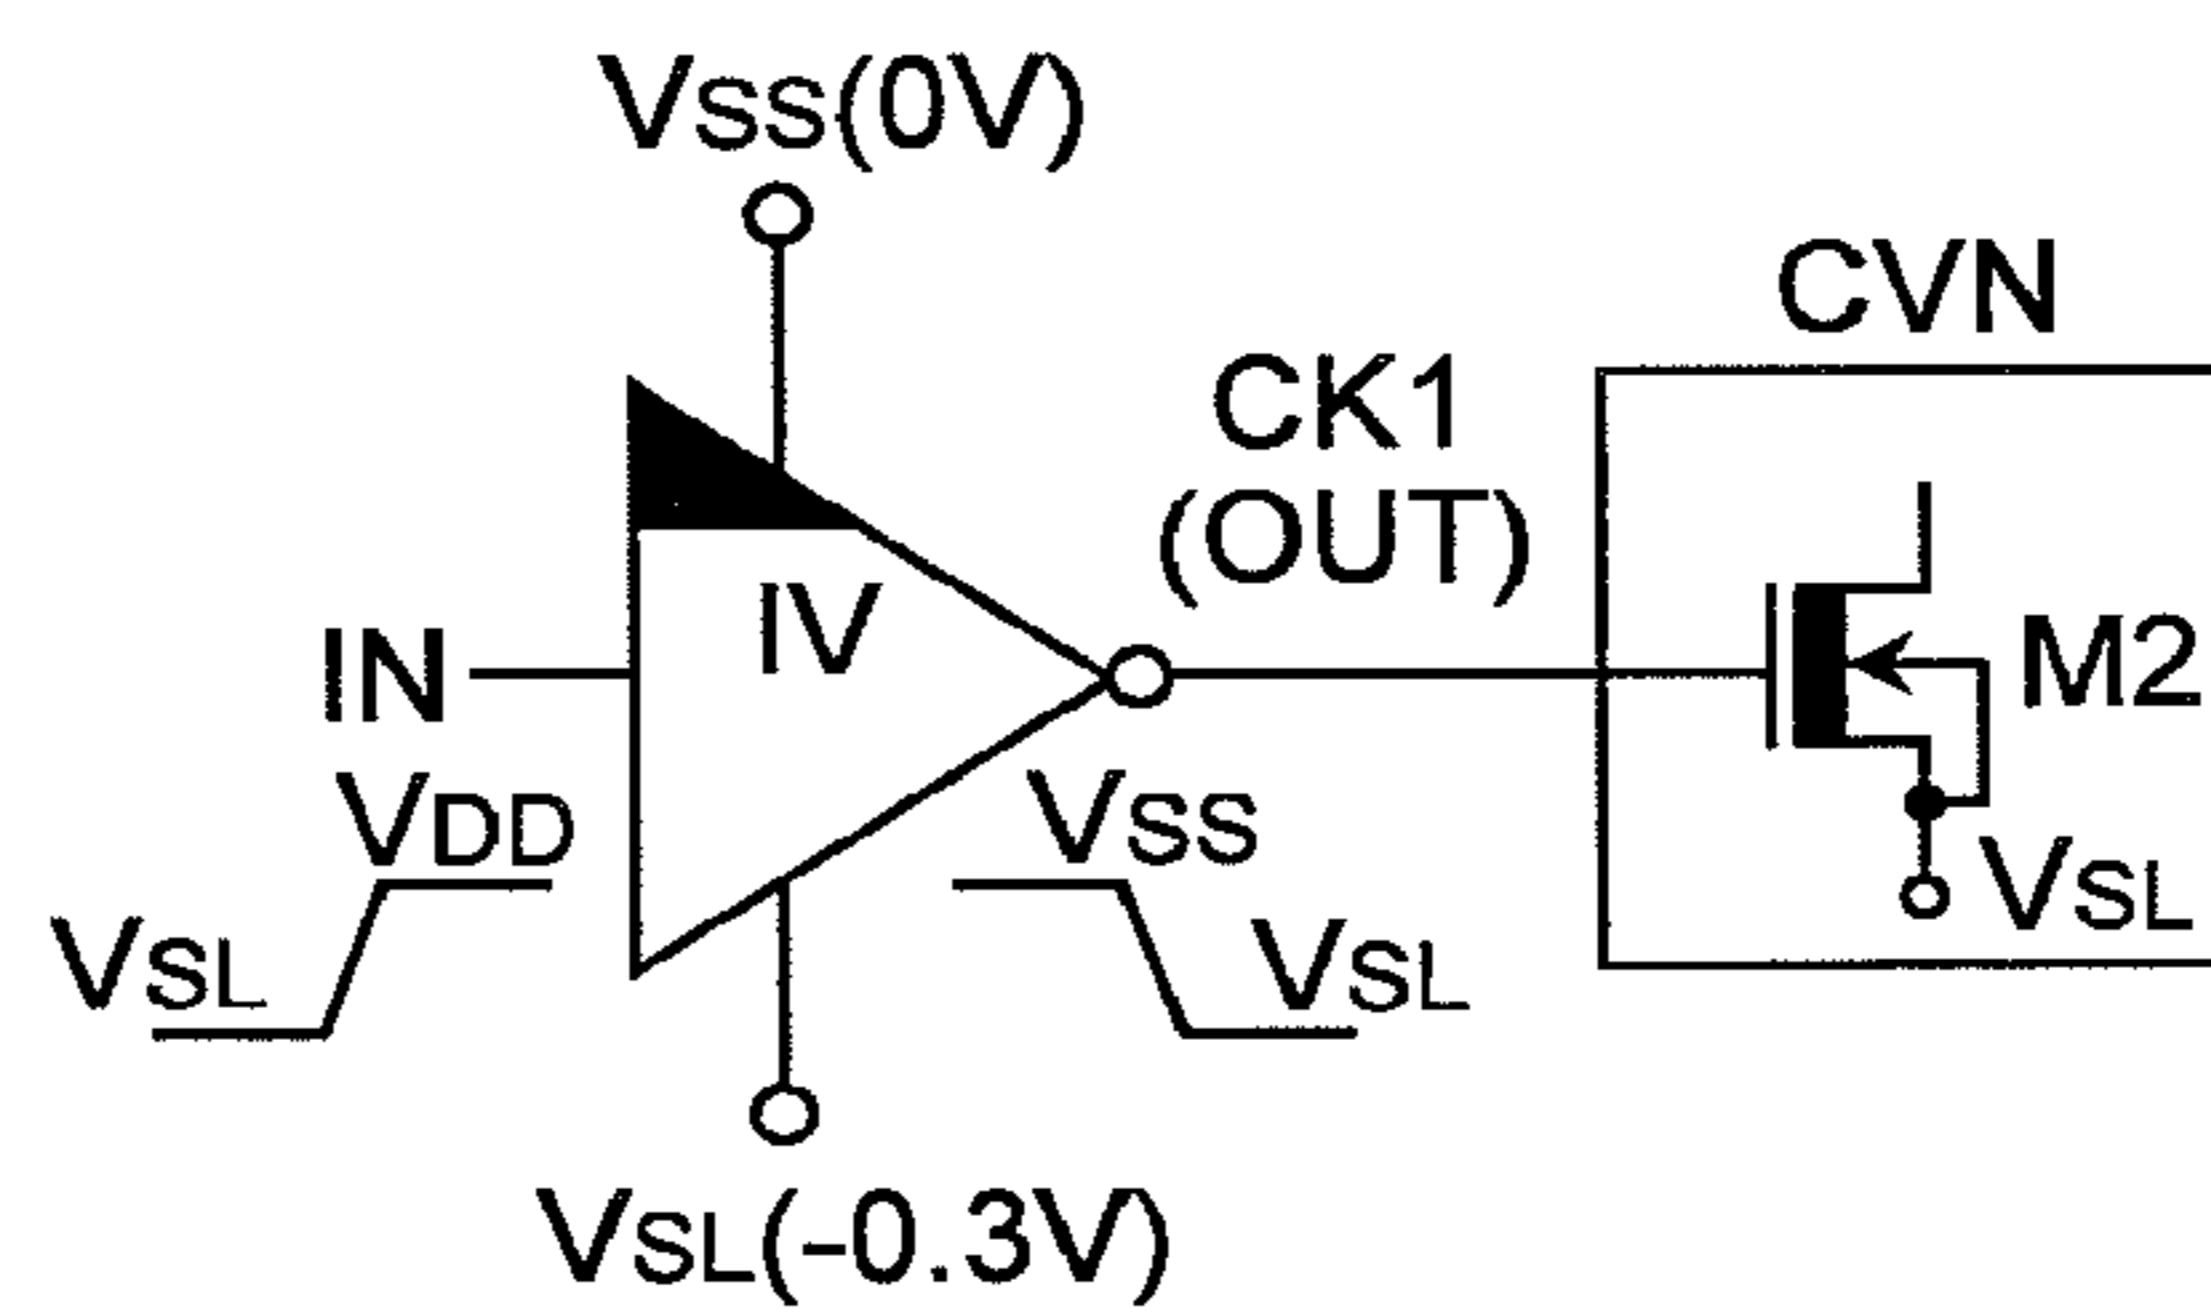 VSS(0V)
CVN
CK1
(OUT)
IV
IN
M2
VDD
VSS
VSL
VSL
VSL
VSL(-0.3V)